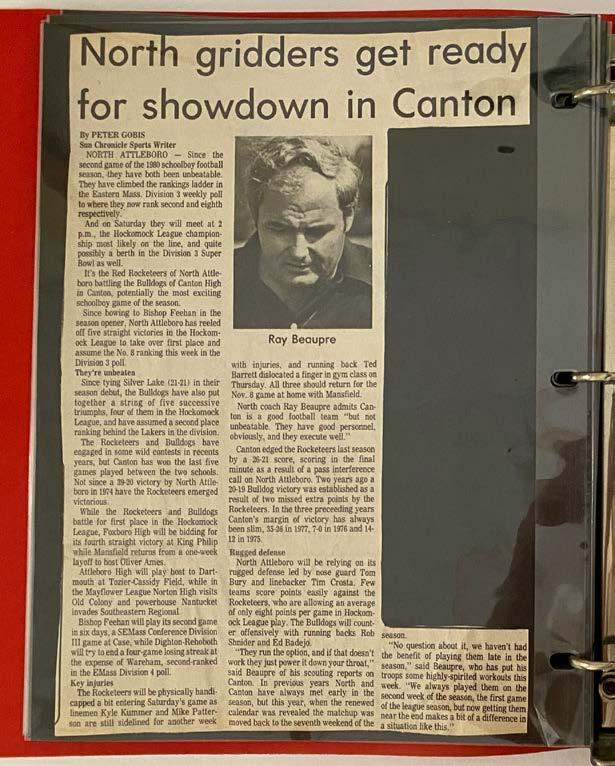 North gridders get ready
for showdown in Canton
By PETER GOBIS
Sun Chronicle Sports Writer
NORTH ATTLEBORO — Since the
second game of the 1980 schoolboy football
season, they have both been unbeatable.
They have climbed the rankings ladder in
the Eastern Mass. Division 3 weekly poll
to where they now rank second and eighth
respectively.
And on Saturday they will meet at 2
p.m., the Hockomock League champion-
ship most likely on the line, and quite
possibly a berth in the Division 3 Super
Bowl as well.
It's the Red Rocketeers of North Attle-
boro battling the Bulldogs of Canton High
in Canton, potentially the most exciting
schoolboy game of the season.
Since bowing to Bishop Feehan in the
season opener, North Attleboro has reeled
off five straight victories in the Hockom-
ock League to take over first place and
assume the No. 8 ranking this week in the
Division 3 poll.
They're unbeaten
Since tying Silver Lake (21-21) in their
season debut, the Bulldogs have also put
together a string of five successive
triumphs, four of them in the Hockomock
League, and have assumed a second place
ranking behind the Lakers in the division.
The Rocketeers and Bulldogs have
engaged in some wild contests in recent
years, but Canton has won the last five
games played between the two schools.
Not since a 39-20 victory by North Attle-
boro in 1974 have the Rocketeers emerged
victorious.
While the Rocketeers and Bulldogs
battle for first place in the Hockomock
League, Foxboro High will be bidding for
its fourth straight victory at King Philip
while Mansfield returns from a one-week
layoff to host Oliver Ames.
Attleboro High will play host to Dart-
mouth at Tozier-Cassidy Field, while in
the Mayflower League Norton High visits
Old Colony and powerhouse Nantucket
invades Southeastern Regional.
Bishop Feehan will play its second game
in six days, a SEMass Conference Division
III game at Case, while Dighton-Rehoboth
will try to end a four-game losing streak at
the expense of Wareham, second-ranked
in the EMass Division 4 poll.
Key injuries
The Rocketeers will be physically handi-
capped a bit entering Saturday's game as
linemen Kyle Kummer and Mike Patter-
son are still sidelined for another week
Ray Beaupre
with injuries, and running back Ted
Barrett dislocated a finger in gym class on
Thursday. All three should return for the
Nov. 8 game at home with Mansfield.
North coach Ray Beaupre admits Can-
ton is a good football team "but not
unbeatable. They have good personnel,
obviously, and they execute well."
Canton edged the Rocketeers last season
by a 26-21 score, scoring in the final
minute as a result of a pass interference
call on North Attleboro. Two years ago a
20-19 Bulldog victory was established as a
result of two missed extra points by the
Rocketeers. In the three preceeding years
Canton's margin of victory has always
been slim, 33-26 in 1977, 7-0 in 1976 and 14-
12 in 1975.
Rugged defense
North Attleboro will be relying on its
rugged defense led by nose guard Tom
Bury and linebacker Tim Crosta. Few
teams score points easily against the
Rocketeers, who are allowing an average
of only eight points per game in Hockom-
ock League play. The Bulldogs will count-
er offensively with running backs Rob
Sheider and Ed Badejo.
"They run the option, and if that doesn't
work they just power it down your throat,"
said Beaupre of his scouting reports on
Canton. In previous years North and
Canton have always met early in the
season, but this year, when the renewed
calendar was revealed the matchup was
moved back to the seventh weekend of the
season.
"No question about it, we haven't had
the benefit of playing them late in the
season," said Beaupre, who has put his
troops some highly-spirited workouts this
week. "We always played them on the
second week of the season, the first game
of the league season, but now getting them
near the end makes a bit of a difference in
a situation like this."